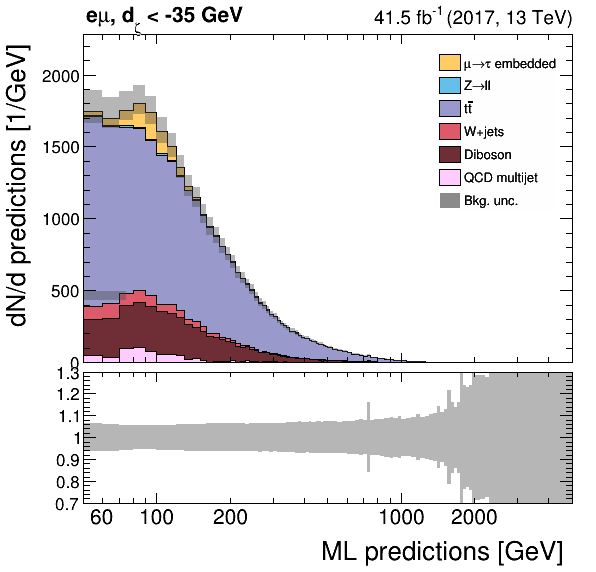 eμ, dζ < -35 GeV
41.5 fb⁻¹ (2017, 13 TeV)
dN/d predictions [1/GeV]
2000
1500
1000
500
0
μ→τ embedded
Z→ll
tt̅
W+jets
Diboson
QCD multijet
Bkg. unc.
1.3
1.2
1.1
1
0.9
0.8
0.7
60 100 200 1000 2000
ML predictions [GeV]